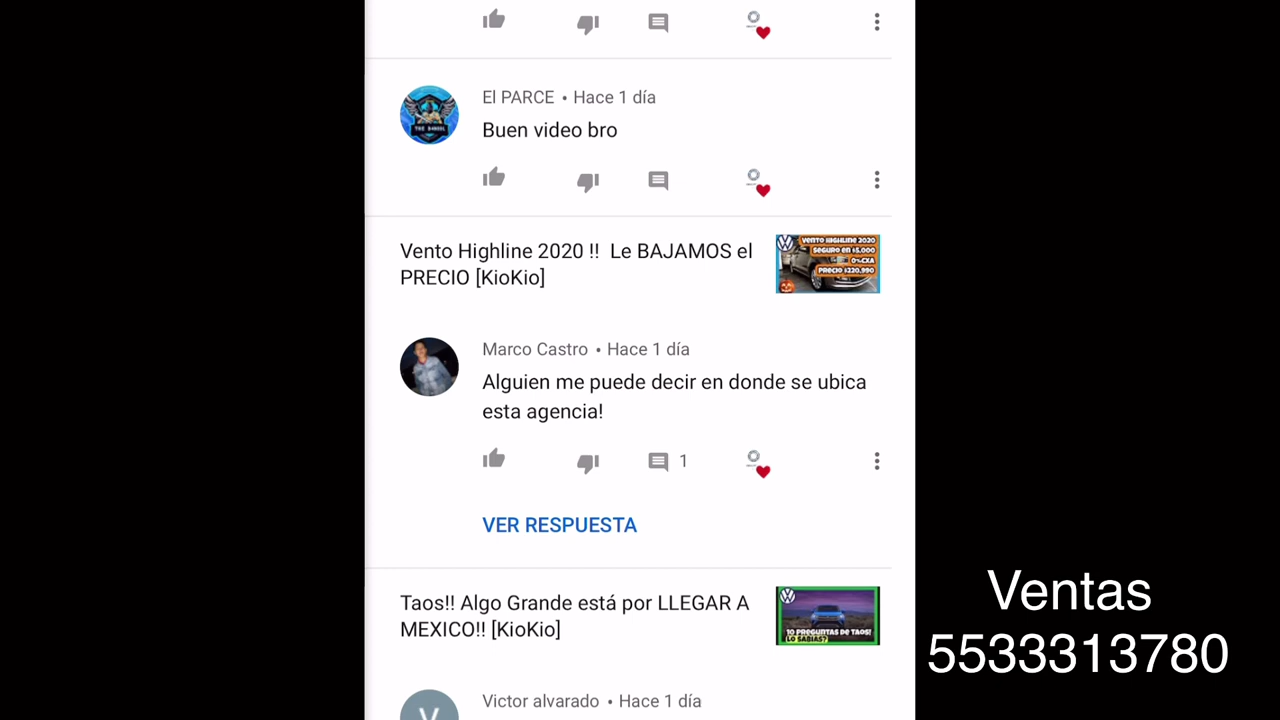 El PARCE • Hace 1 día
Buen video bro
Vento Highline 2020 !! Le BAJAMOS el
PRECIO [KioKio]
VENTO HIGHLINE 2020
SEGURO EN $5,000
0%CXA
PRECIO $220,990
Marco Castro • Hace 1 día
Alguien me puede decir en donde se ubica
esta agencia!
1
VER RESPUESTA
Taos!! Algo Grande está por LLEGAR A
MEXICO!! [KioKio]
10 PREGUNTAS DE TAOS!
LO SABIAS?
Victor alvarado • Hace 1 día
V
Ventas
5533313780